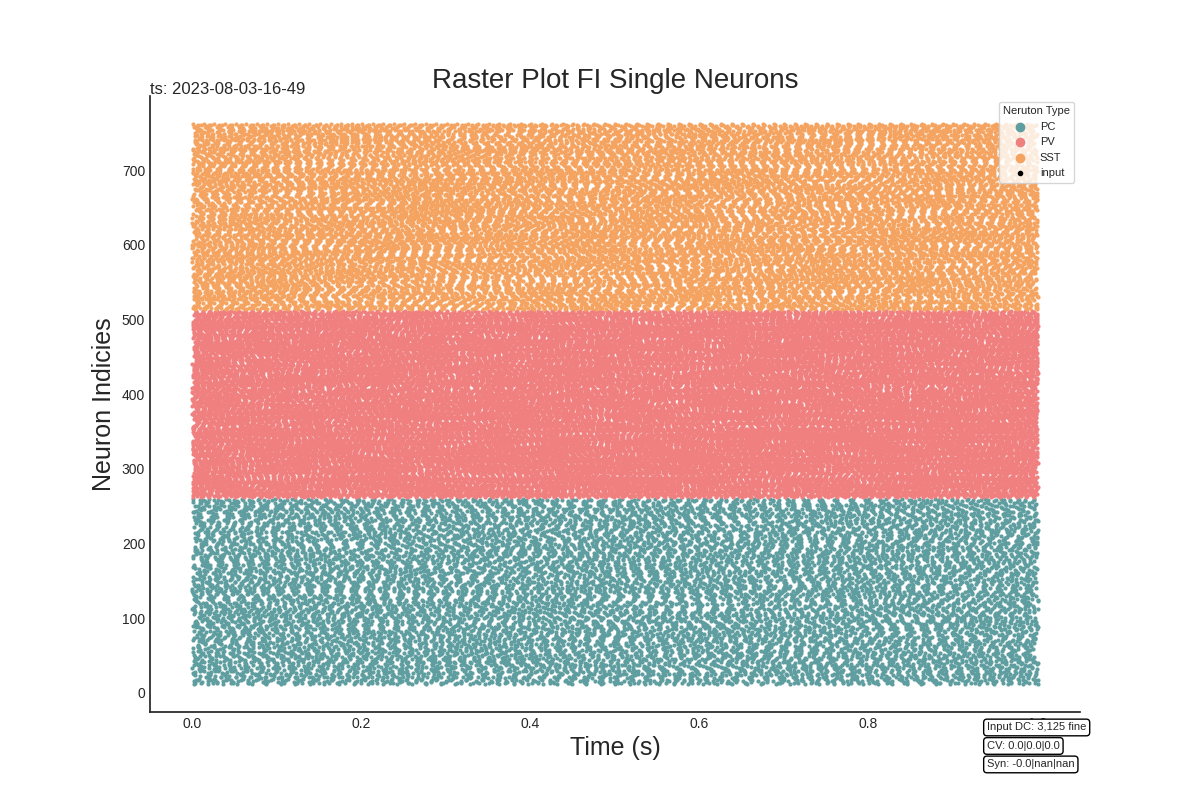 Raster Plot FI Single Neurons
ts: 2023-08-03-16-49
Neruton Type
PC
PV
SST
input
Neuron Indicies
700
600
500
400
300
200
100
0
0.0 0.2 0.4 0.6 0.8
Time (s)
Input DC: 3,125 fine
CV: 0.0|0.0|0.0
Syn: -0.0|nan|nan